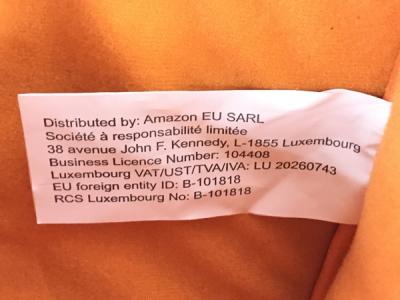 Distributed by: Amazon EU SARL
Société à responsabilité limitée
38 avenue John F. Kennedy, L-1855 Luxembourg
Business Licence Number: 104408
Luxembourg VAT/UST/TVA/IVA: LU 20260743
EU foreign entity ID: B-101818
RCS Luxembourg No: B-101818